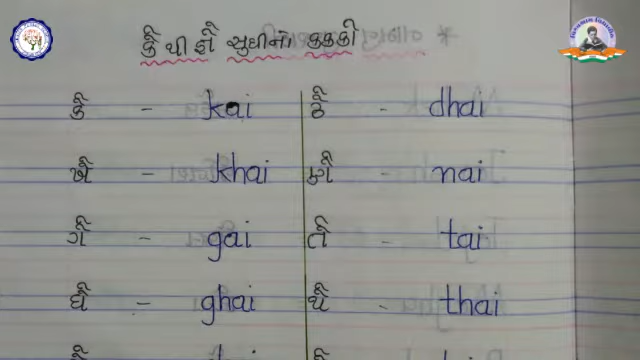 કૈ થી જ્ઞૈ સુધીનો કક્કો
કૈ - kai
ખૈ - khai
ગૈ - gai
ઘૈ - ghai
ઢૈ - dhai
ણૈ - nai
તૈ - tai
થૈ - thai